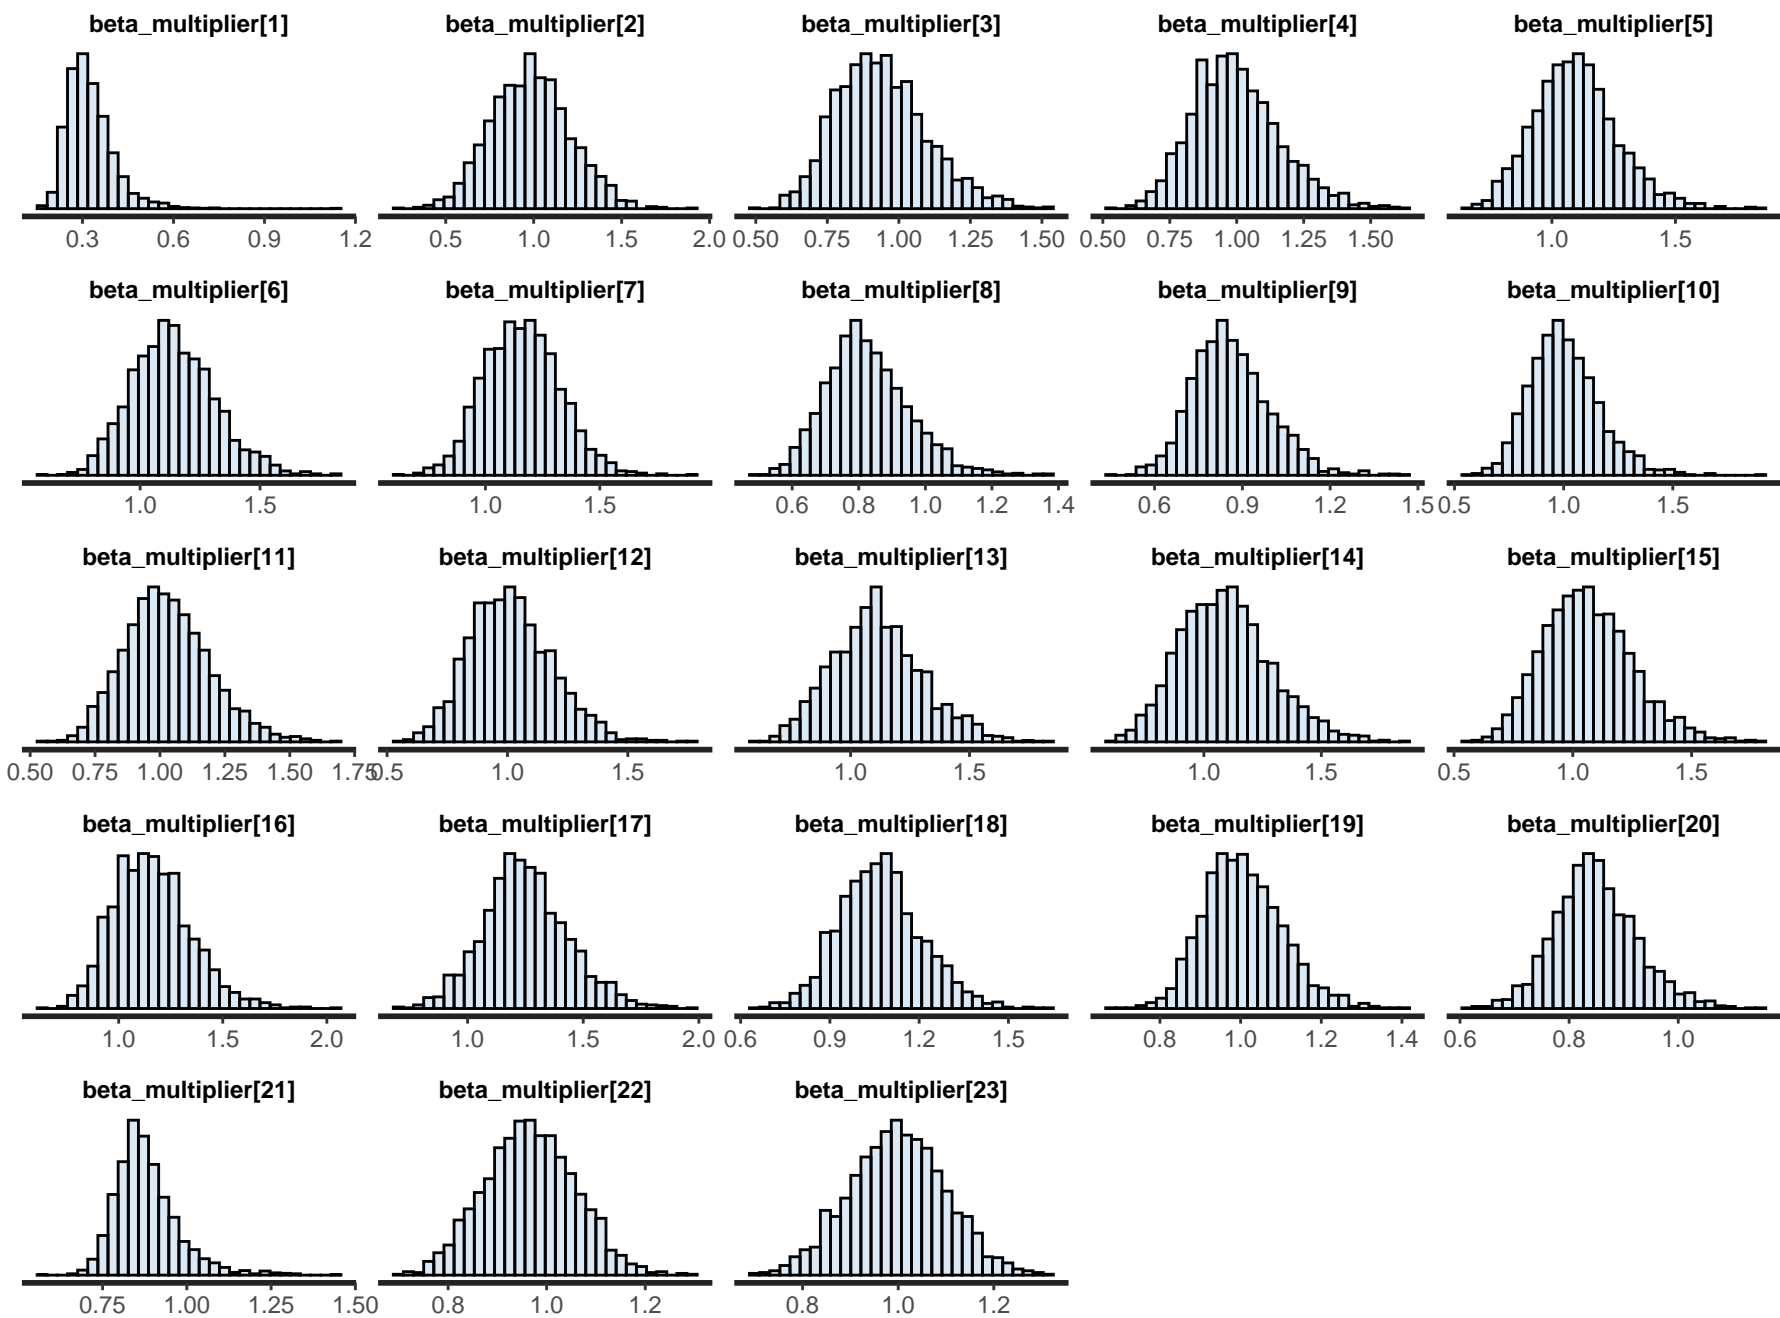 beta_multiplier[1] beta_multiplier[2] beta_multiplier[3] beta_multiplier[4] beta_multiplier[5]
0.3 0.6 0.9 1.2 0.5 1.0 1.5 2.0 0.50 0.75 1.00 1.25 1.50 0.50 0.75 1.00 1.25 1.50 1.0 1.5
beta_multiplier[6] beta_multiplier[7] beta_multiplier[8] beta_multiplier[9] beta_multiplier[10]
1.0 1.5 1.0 1.5 0.6 0.8 1.0 1.2 1.4 0.6 0.9 1.2 1.5 0.5 1.0 1.5
beta_multiplier[11] beta_multiplier[12] beta_multiplier[13] beta_multiplier[14] beta_multiplier[15]
0.50 0.75 1.00 1.25 1.50 1.75 0.5 1.0 1.5 1.0 1.5 1.0 1.5 0.5 1.0 1.5
beta_multiplier[16] beta_multiplier[17] beta_multiplier[18] beta_multiplier[19] beta_multiplier[20]
1.0 1.5 2.0 1.0 1.5 2.0 0.6 0.9 1.2 1.5 0.8 1.0 1.2 1.4 0.6 0.8 1.0
beta_multiplier[21] beta_multiplier[22] beta_multiplier[23]
0.75 1.00 1.25 1.50 0.8 1.0 1.2 0.8 1.0 1.2